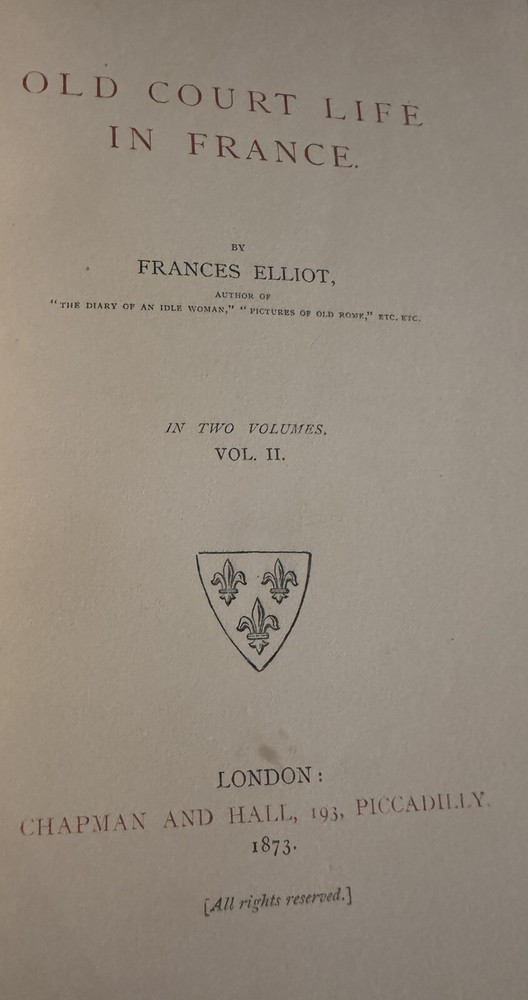 OLD COURT LIFE
IN FRANCE.
BY
FRANCES ELLIOT,
AUTHOR OF
"THE DIARY OF AN IDLE WOMAN," "PICTURES OF OLD ROME," ETC. ETC.
IN TWO VOLUMES.
VOL. II.
LONDON:
CHAPMAN AND HALL, 193, PICCADILLY.
1873.
[All rights reserved.]